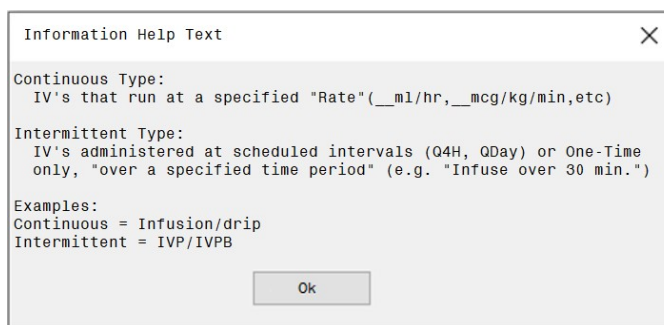 Information Help Text
Continuous Type:
IV's that run at a specified "Rate"(__ml/hr,__mcg/kg/min,etc)
Intermittent Type:
IV's administered at scheduled intervals (Q4H, QDay) or One-Time
only, "over a specified time period" (e.g. "Infuse over 30 min.")
Examples:
Continuous = Infusion/drip
Intermittent = IVP/IVPB
Ok